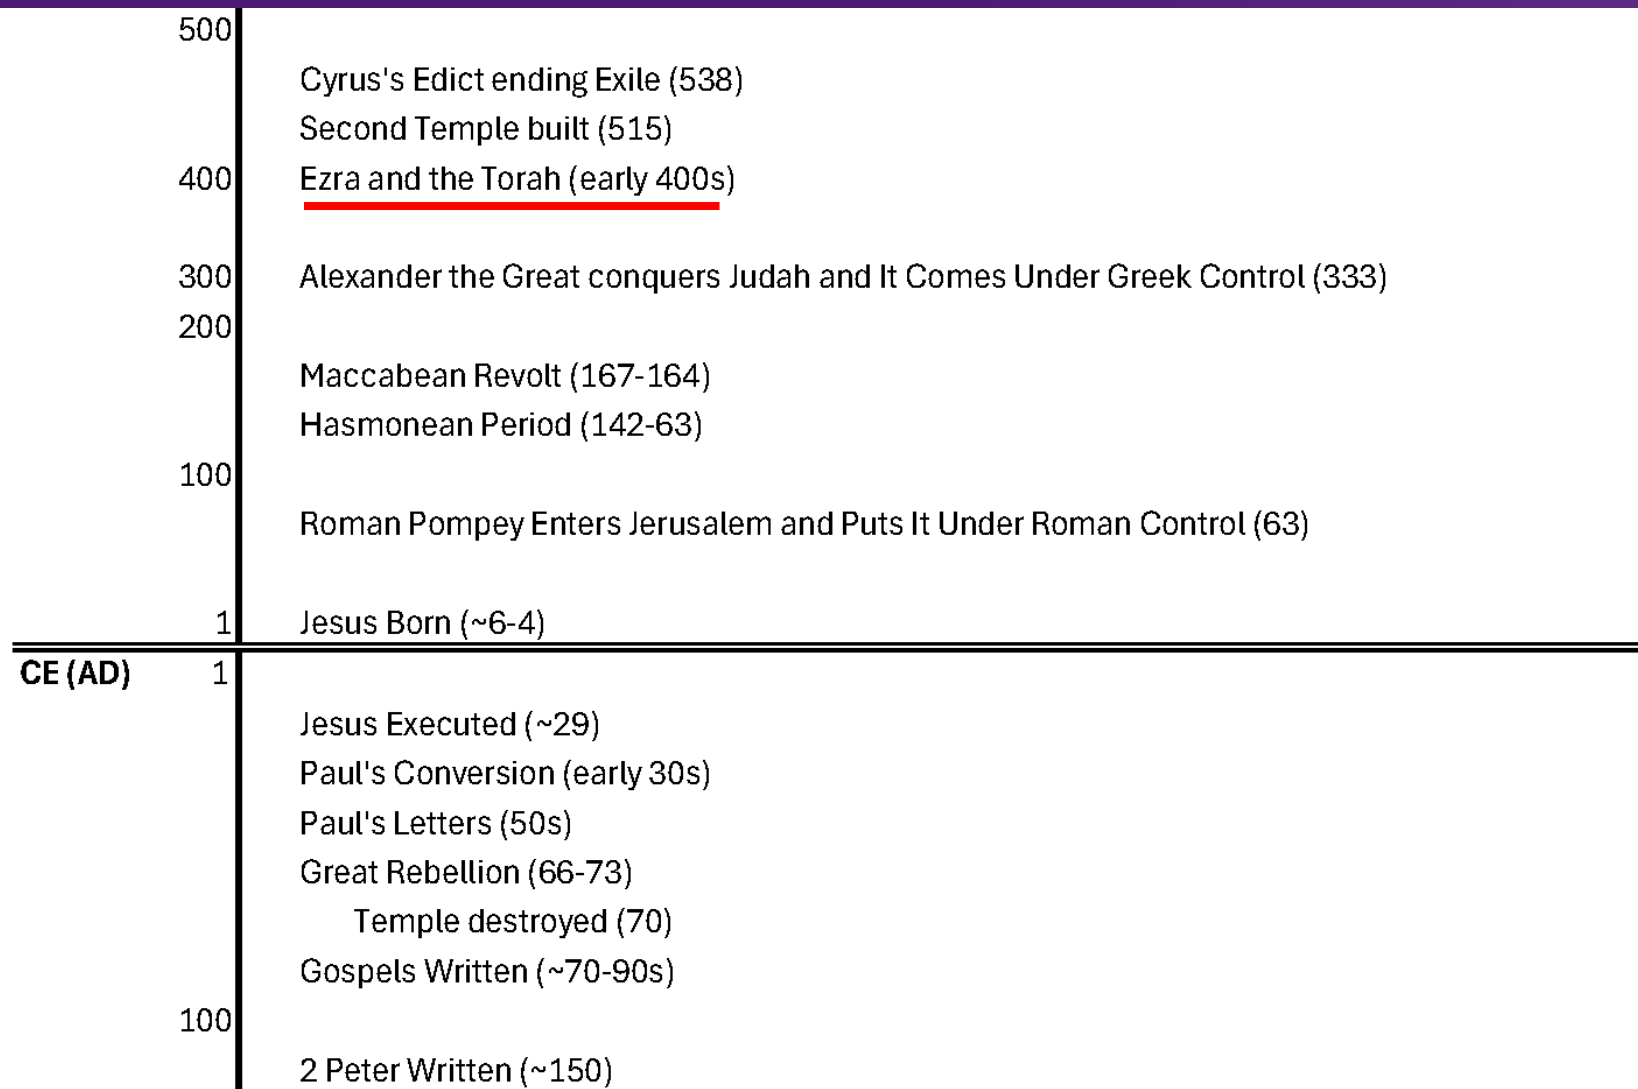 500
Cyrus's Edict ending Exile (538)
Second Temple built (515)
400 Ezra and the Torah (early 400s)
300 Alexander the Great conquers Judah and It Comes Under Greek Control (333)
200
Maccabean Revolt (167-164)
Hasmonean Period (142-63)
100
Roman Pompey Enters Jerusalem and Puts It Under Roman Control (63)
1 Jesus Born (~6-4)
CE (AD) 1
Jesus Executed (~29)
Paul's Conversion (early 30s)
Paul's Letters (50s)
Great Rebellion (66-73)
Temple destroyed (70)
Gospels Written (~70-90s)
100
2 Peter Written (~150)